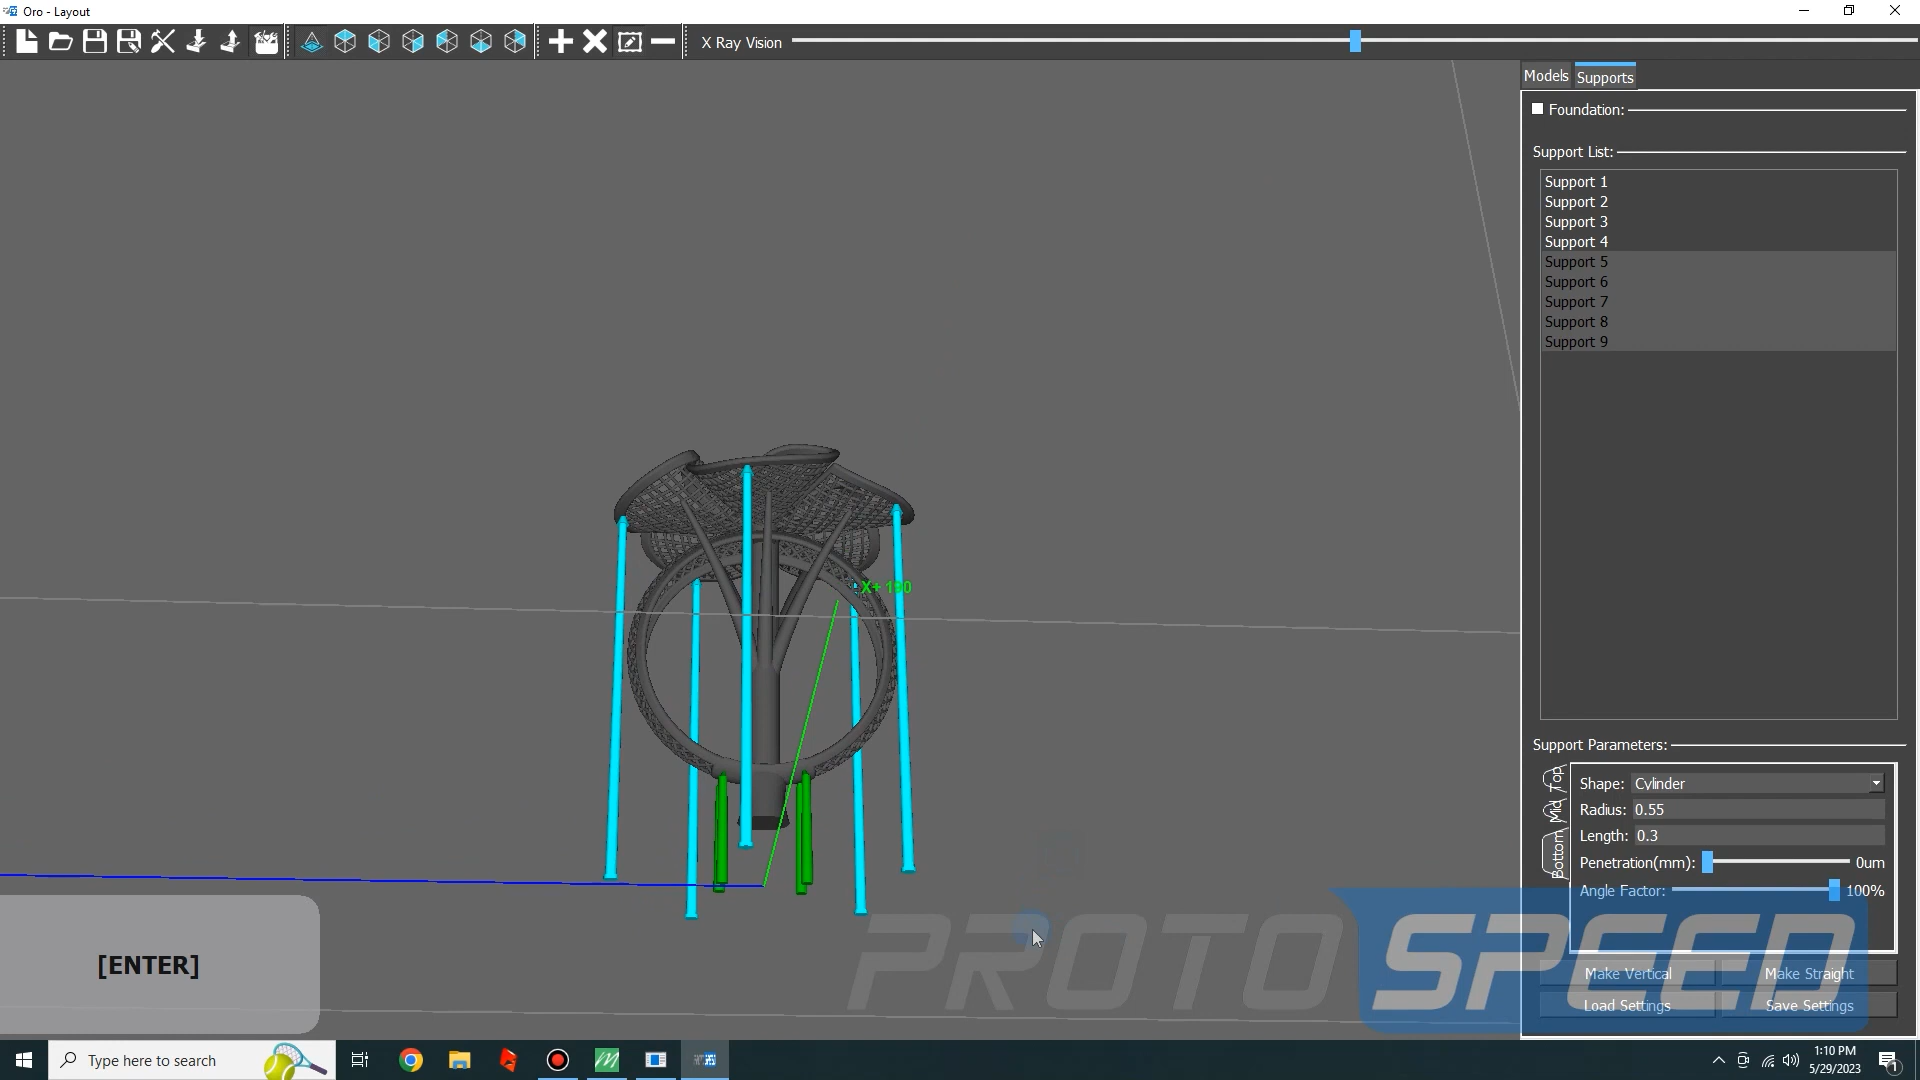 Oro - Layout
X Ray Vision
Models
Supports
Foundation:
Support List:
Support 1
Support 2
Support 3
Support 4
Support 5
Support 6
Support 7
Support 8
Support 9
Support Parameters:
Top
Mid
Bottom
Shape: Cylinder
Radius: 0.55
Length: 0.3
Penetration(mm): 0um
Angle Factor: 100%
Make Vertical
Make Straight
Load Settings
Save Settings
[ENTER]
PROTOSPEED
Type here to search
1:10 PM
5/29/2023
1